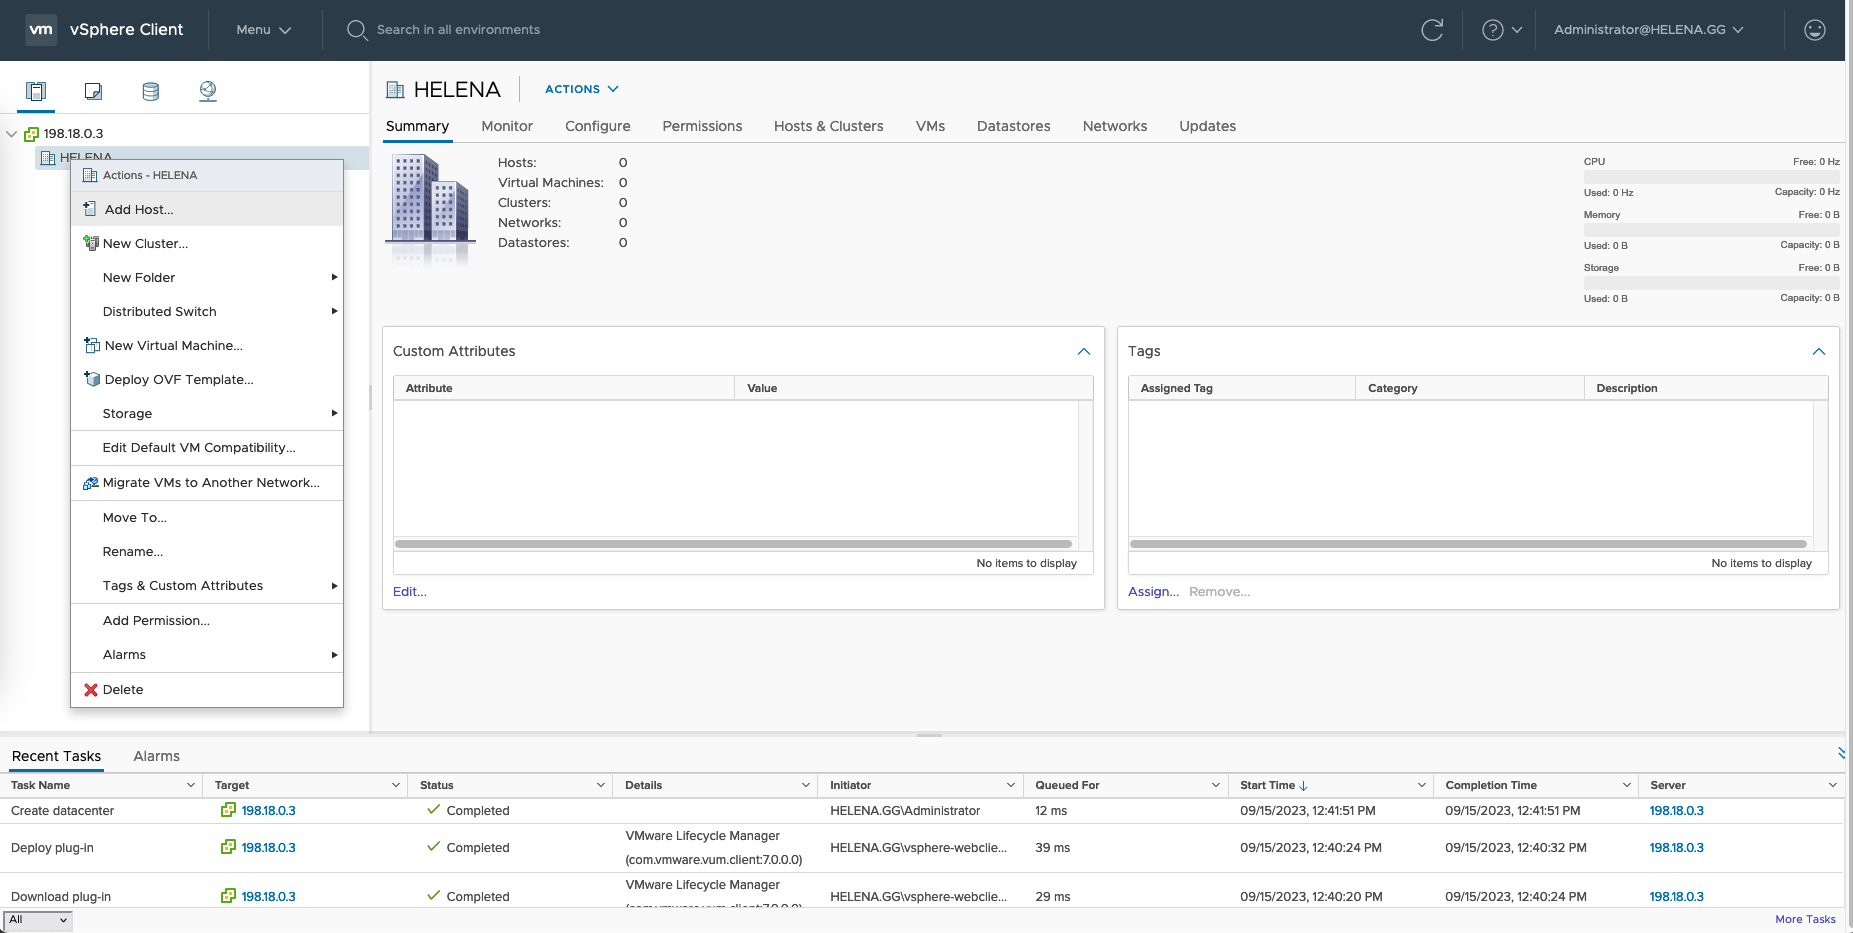 vm vSphere Client Menu Search in all environments Administrator@HELENA.GG
198.18.0.3
HELENA
Actions - HELENA
Add Host...
New Cluster...
New Folder
Distributed Switch
New Virtual Machine...
Deploy OVF Template...
Storage
Edit Default VM Compatibility...
Migrate VMs to Another Network...
Move To...
Rename...
Tags & Custom Attributes
Add Permission...
Alarms
Delete
HELENA ACTIONS
Summary Monitor Configure Permissions Hosts & Clusters VMs Datastores Networks Updates
Hosts: 0
Virtual Machines: 0
Clusters: 0
Networks: 0
Datastores: 0
CPU Free: 0 Hz
Used: 0 Hz Capacity: 0 Hz
Memory Free: 0 B
Used: 0 B Capacity: 0 B
Storage Free: 0 B
Used: 0 B Capacity: 0 B
Custom Attributes
Attribute Value
No items to display
Edit...
Tags
Assigned Tag Category Description
No items to display
Assign... Remove...
Recent Tasks Alarms
Task Name Target Status Details Initiator Queued For Start Time Completion Time Server
Create datacenter 198.18.0.3 Completed HELENA.GG\Administrator 12 ms 09/15/2023, 12:41:51 PM 09/15/2023, 12:41:51 PM 198.18.0.3
VMware Lifecycle Manager
Deploy plug-in 198.18.0.3 Completed HELENA.GG\vsphere-webclie... 39 ms 09/15/2023, 12:40:24 PM 09/15/2023, 12:40:32 PM 198.18.0.3
(com.vmware.vum.client:7.0.0.0)
VMware Lifecycle Manager
Download plug-in 198.18.0.3 Completed HELENA.GG\vsphere-webclie... 29 ms 09/15/2023, 12:40:20 PM 09/15/2023, 12:40:24 PM 198.18.0.3
All More Tasks